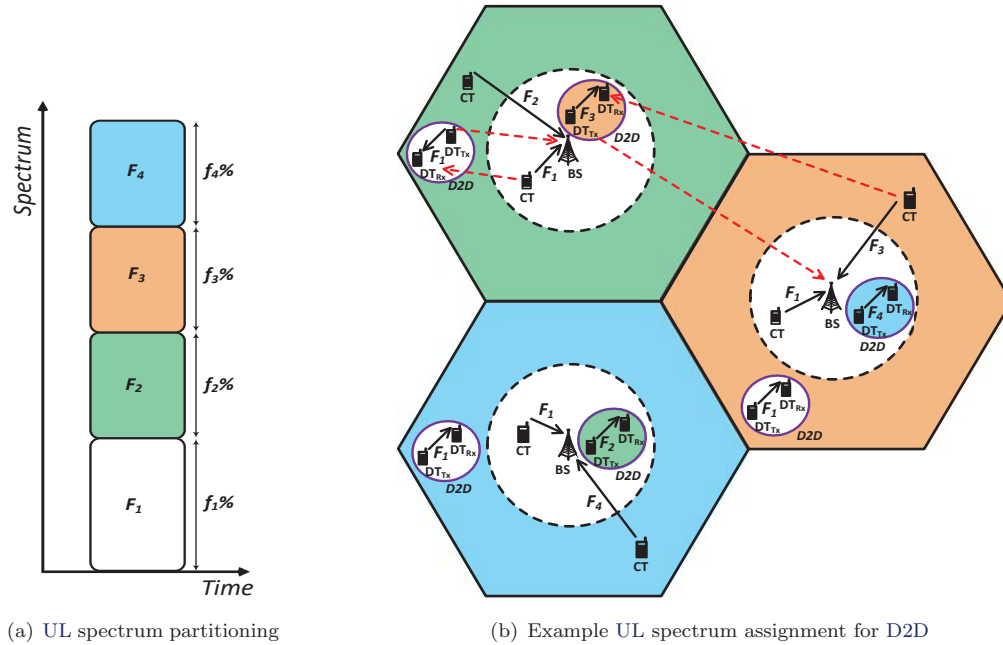 Spectrum
F4
f4%
F3
f3%
F2
f2%
F1
f1%
Time
CT
F2
F3
DTRx
DTTx
D2D
F1
DTTx
DTRx
D2D
F1
CT
BS
CT
F3
F1
CT
BS
F4
DTRx
DTTx
D2D
F1
DTRx
DTTx
D2D
F1
CT
BS
F2
DTRx
DTTx
D2D
F1
DTRx
DTTx
D2D
F4
CT
(a) UL spectrum partitioning
(b) Example UL spectrum assignment for D2D